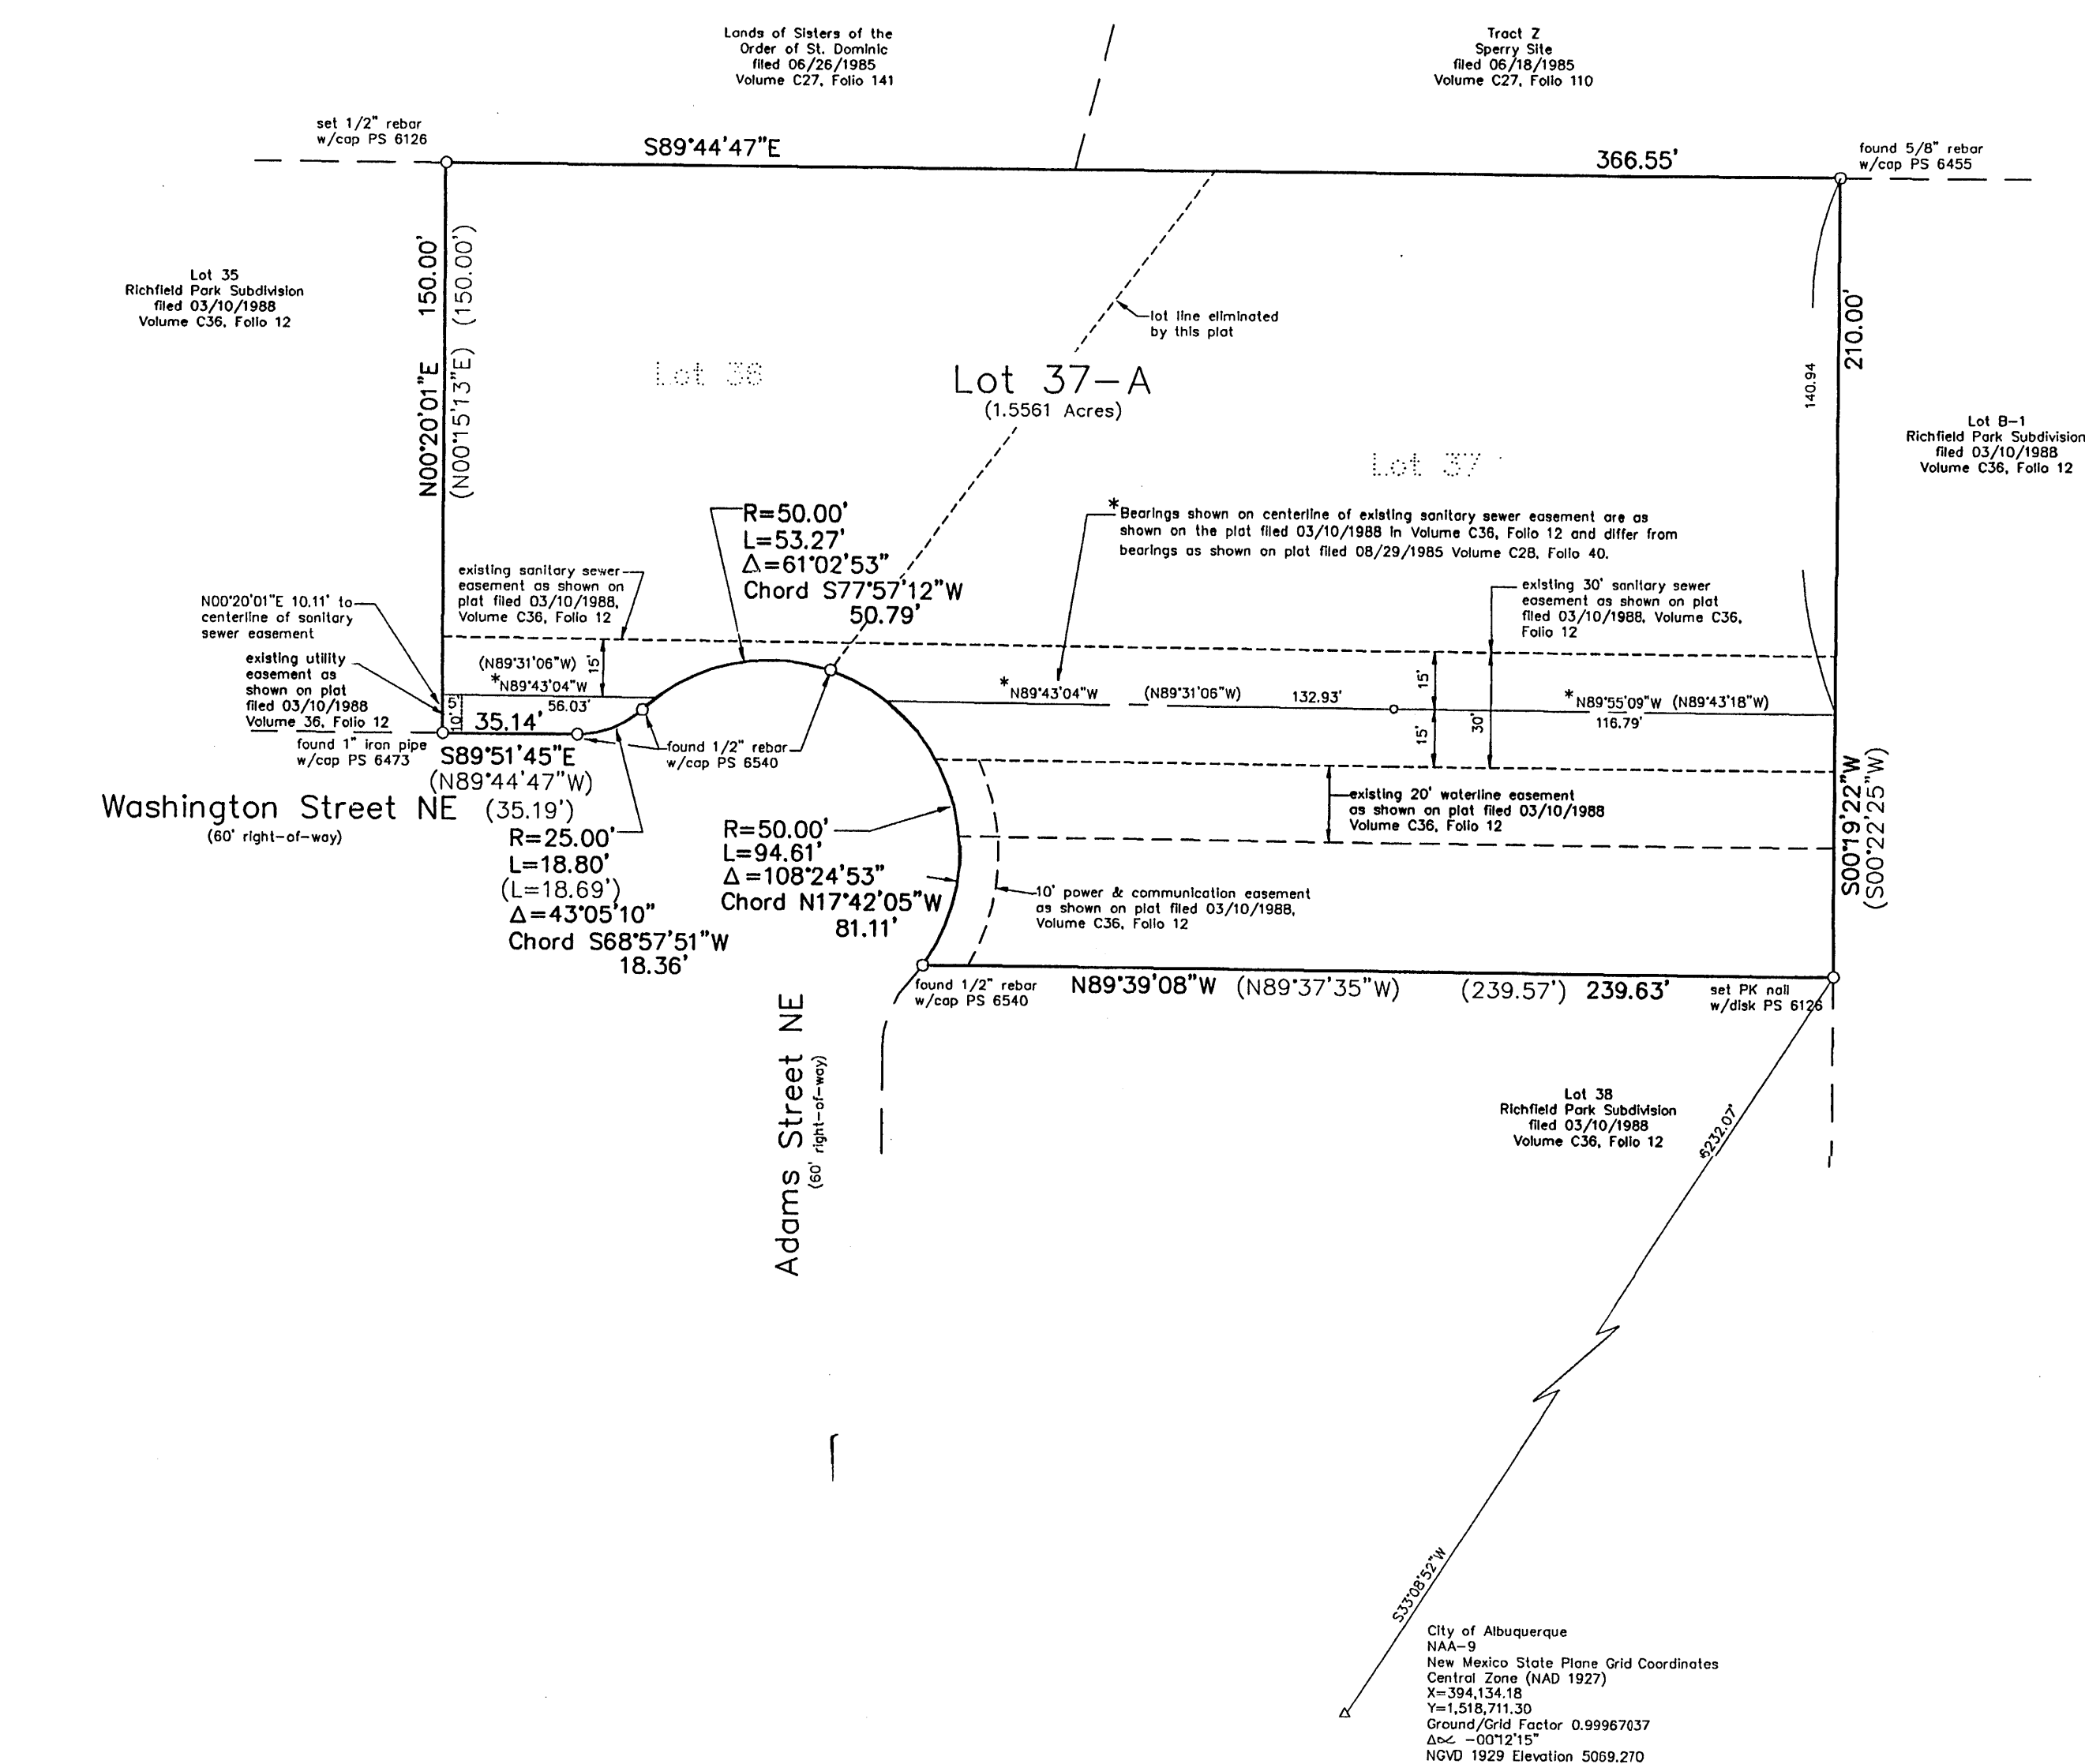 Lands of Sisters of the
Order of St. Dominic
filed 06/26/1985
Volume C27, Folio 141
Tract Z
Sperry Site
filed 06/18/1985
Volume C27, Folio 110
set 1/2" rebar
w/cap PS 6126
S89°44'47"E
366.55'
found 5/8" rebar
w/cap PS 6455
Lot 35
Richfield Park Subdivision
filed 03/10/1988
Volume C36, Folio 12
N00°20'01"E 150.00'
(N00°15'13"E) (150.00')
lot line eliminated
by this plat
Lot 36
Lot 37-A
(1.5561 Acres)
Lot 37
140.94
210.00'
Lot B-1
Richfield Park Subdivision
filed 03/10/1988
Volume C36, Folio 12
R=50.00'
L=53.27'
Δ=61°02'53"
Chord S77°57'12"W
50.79'
*Bearings shown on centerline of existing sanitary sewer easement are as
shown on the plat filed 03/10/1988 in Volume C36, Folio 12 and differ from
bearings as shown on plat filed 08/29/1985 Volume C28, Folio 40.
existing sanitary sewer
easement as shown on
plat filed 03/10/1988,
Volume C36, Folio 12
existing 30' sanitary sewer
easement as shown on plat
filed 03/10/1988, Volume C36,
Folio 12
N00°20'01"E 10.11' to
centerline of sanitary
sewer easement
existing utility
easement as
shown on plat
filed 03/10/1988
Volume 36, Folio 12
(N89°31'06"W)
*N89°43'04"W
56.03'
15'
10'
5'
35.14'
*N89°43'04"W
(N89°31'06"W)
132.93'
15'
15'
30'
*N89°55'09"W (N89°43'18"W)
116.79'
found 1" iron pipe
w/cap PS 6473
S89°51'45"E
(N89°44'47"W)
(35.19')
found 1/2" rebar
w/cap PS 6540
Washington Street NE
(60' right-of-way)
R=25.00'
L=18.80'
(L=18.69')
Δ=43°05'10"
Chord S68°57'51"W
18.36'
R=50.00'
L=94.61'
Δ=108°24'53"
Chord N17°42'05"W
81.11'
existing 20' waterline easement
as shown on plat filed 03/10/1988
Volume C36, Folio 12
10' power & communication easement
as shown on plat filed 03/10/1988,
Volume C36, Folio 12
S00°19'22"W
(S00°22'25"W)
found 1/2" rebar
w/cap PS 6540
N89°39'08"W (N89°37'35"W) (239.57') 239.63'
set PK nail
w/disk PS 6126
Adams Street NE
(60' right-of-way)
Lot 38
Richfield Park Subdivision
filed 03/10/1988
Volume C36, Folio 12
6232.07'
S33°08'52"W
City of Albuquerque
NAA-9
New Mexico State Plane Grid Coordinates
Central Zone (NAD 1927)
X=394,134.18
Y=1,518,711.30
Ground/Grid Factor 0.99967037
Δ∝ -00°12'15"
NGVD 1929 Elevation 5069.270